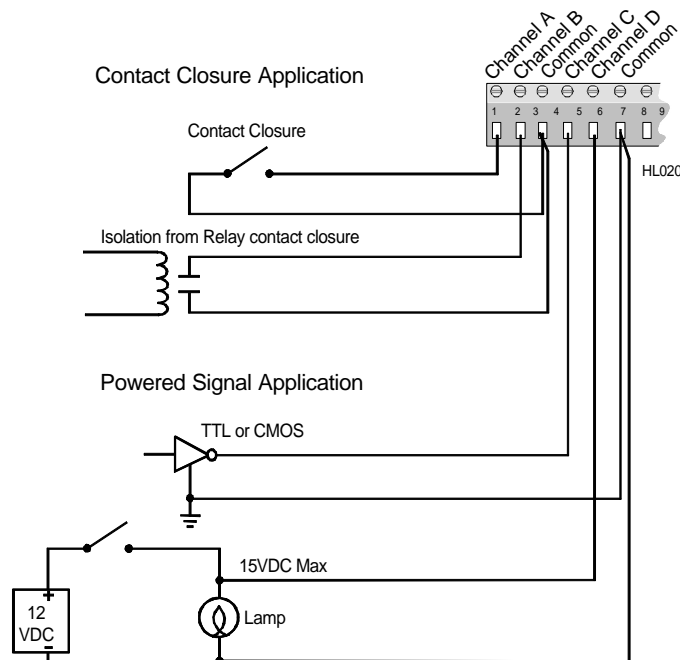 Channel A
Channel B
Common
Channel C
Channel D
Common
Contact Closure Application
1 2 3 4 5 6 7 8 9
Contact Closure
HL020
Isolation from Relay contact closure
Powered Signal Application
TTL or CMOS
15VDC Max
+
12
VDC
-
Lamp